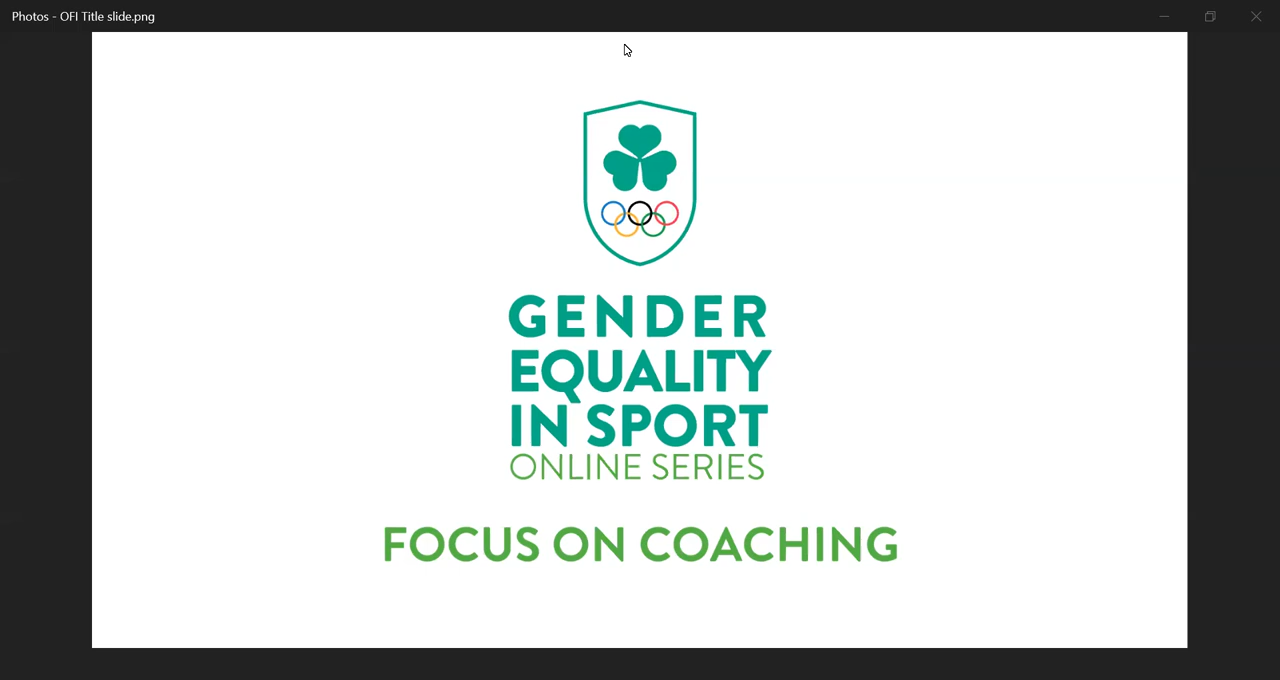 Photos - OFI Title slide.png
GENDER
EQUALITY
IN SPORT
ONLINE SERIES
FOCUS ON COACHING